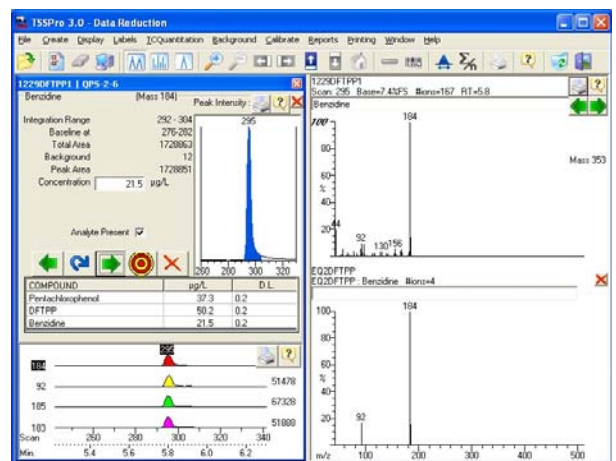 TSSPro 3.0 - Data Reduction
File Create Display Labels TCQuantitation Background Calibrate Reports Printing Window Help
1229DFTPP1 | QP5-2-6
Benzidine (Mass 184) Peak Intensity:
Integration Range 292 - 304
Baseline at 276-282
Total Area 1728863
Background 12
Peak Area 1728851
Concentration 21.5 µg/L
Analyte Present
295
260 280 300 320
COMPOUND µg/L D.L.
Pentachlorophenol 37.3 0.2
DFTPP 50.2 0.2
Benzidine 21.5 0.2
295
184
92 51478
185 67328
183 51888
Scan 260 280 300 320 340
Min. 5.4 5.6 5.8 6.0 6.2
1229DFTPP1
Scan: 295 Base=7.4%FS #ions=167 RT=5.8
Benzidine
100
80
60
40
20
%
184
44
92
130
156
Mass 353
EQ2DFTPP
EQ2DFTPP : Benzidine #ions=4
100
80
60
40
20
%
184
92
m/z 100 200 300 400 500